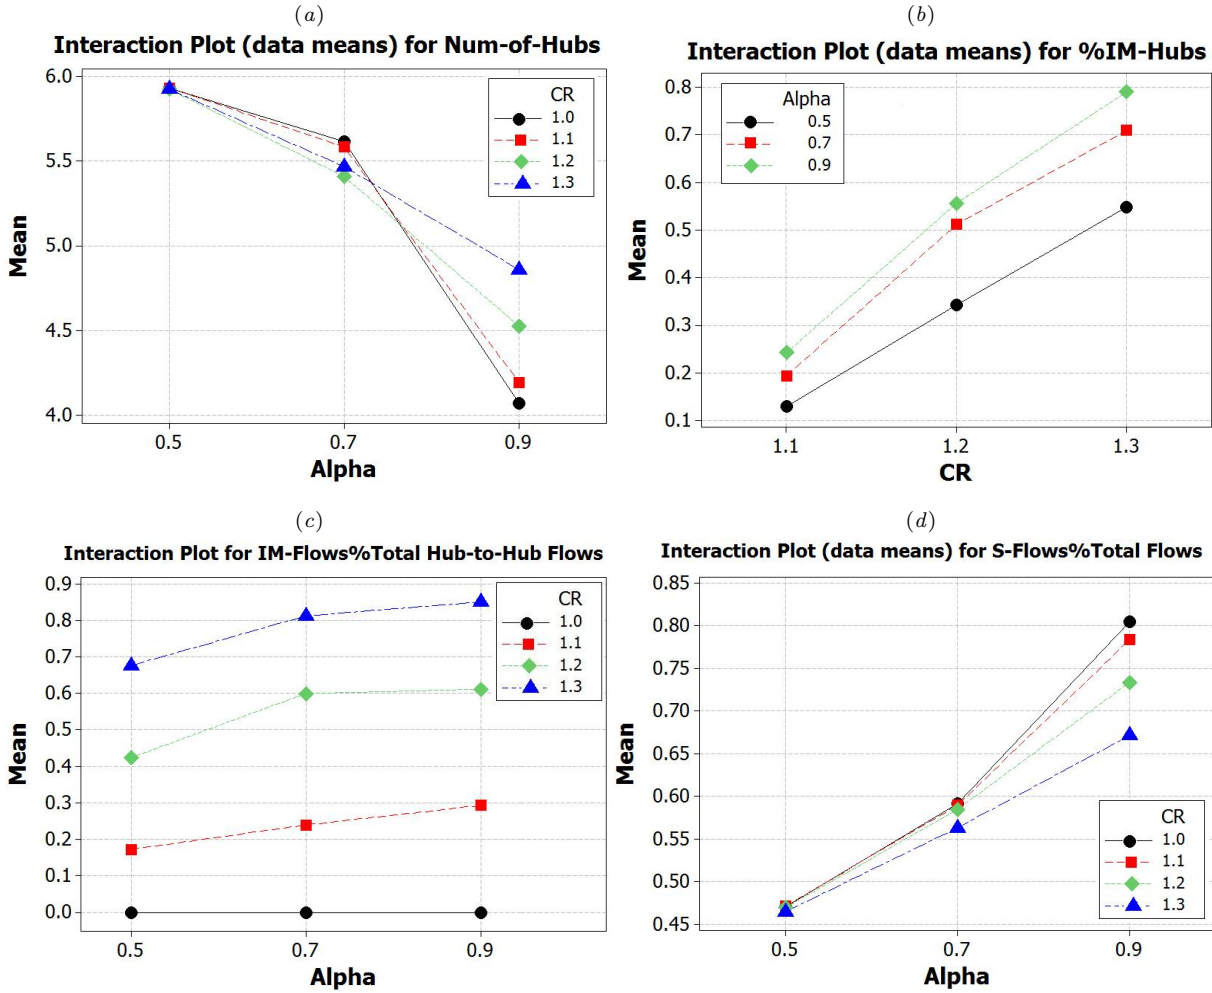 (a)
Interaction Plot (data means) for Num-of-Hubs
6.0
5.5
5.0
4.5
4.0
Mean
CR
1.0
1.1
1.2
1.3
0.5 0.7 0.9
Alpha
(b)
Interaction Plot (data means) for %IM-Hubs
0.8
0.7
0.6
0.5
0.4
0.3
0.2
0.1
Mean
Alpha
0.5
0.7
0.9
1.1 1.2 1.3
CR
(c)
Interaction Plot for IM-Flows%Total Hub-to-Hub Flows
0.9
0.8
0.7
0.6
0.5
0.4
0.3
0.2
0.1
0.0
Mean
CR
1.0
1.1
1.2
1.3
0.5 0.7 0.9
Alpha
(d)
Interaction Plot (data means) for S-Flows%Total Flows
0.85
0.80
0.75
0.70
0.65
0.60
0.55
0.50
0.45
Mean
CR
1.0
1.1
1.2
1.3
0.5 0.7 0.9
Alpha